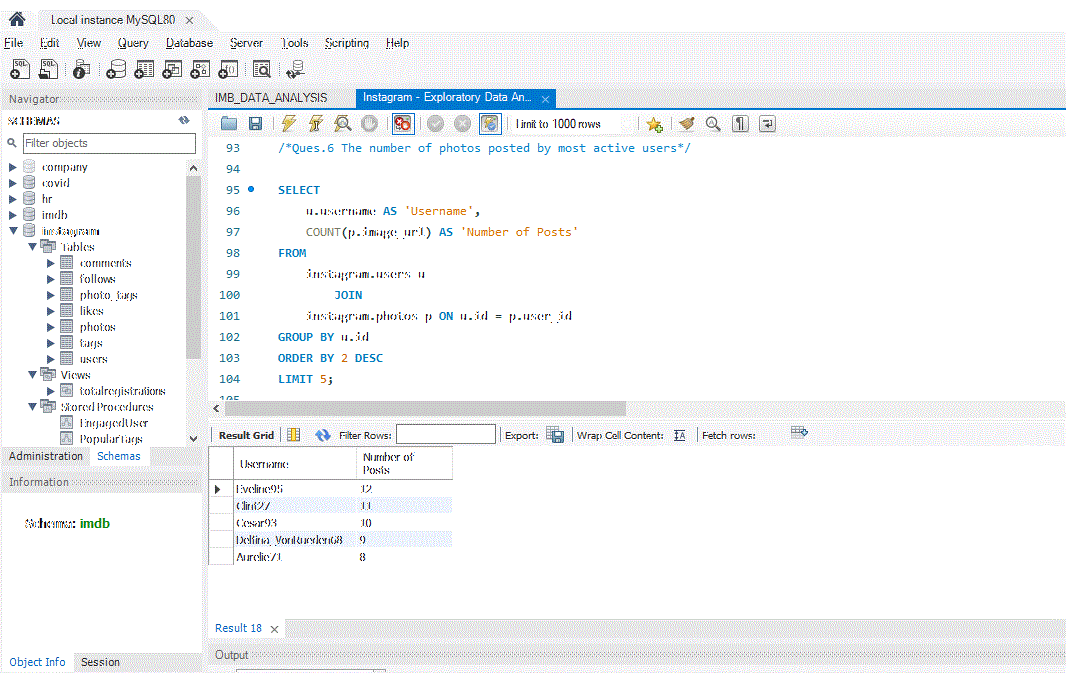 Local instance MySQL80
File Edit View Query Database Server Tools Scripting Help
Navigator
SCHEMAS
Filter objects
company
covid
hr
imdb
instagram
Tables
comments
follows
photo_tags
likes
photos
tags
users
Views
totalregistrations
Stored Procedures
EngagedUser
PopularTags
Administration Schemas
Information
Schema: imdb
Object Info Session
IMB_DATA_ANALYSIS Instagram - Exploratory Data An...
Limit to 1000 rows
93 /*Ques.6 The number of photos posted by most active users*/
94
95 SELECT
96 u.username AS 'Username',
97 COUNT(p.image_url) AS 'Number of Posts'
98 FROM
99 instagram.users u
100 JOIN
101 instagram.photos p ON u.id = p.user_id
102 GROUP BY u.id
103 ORDER BY 2 DESC
104 LIMIT 5;
105
Result Grid Filter Rows: Export: Wrap Cell Content: Fetch rows:
Username Number of Posts
Eveline95 12
Clint27 11
Cesar93 10
Delfina_VonRueden68 9
Aurelie71 8
Result 18
Output